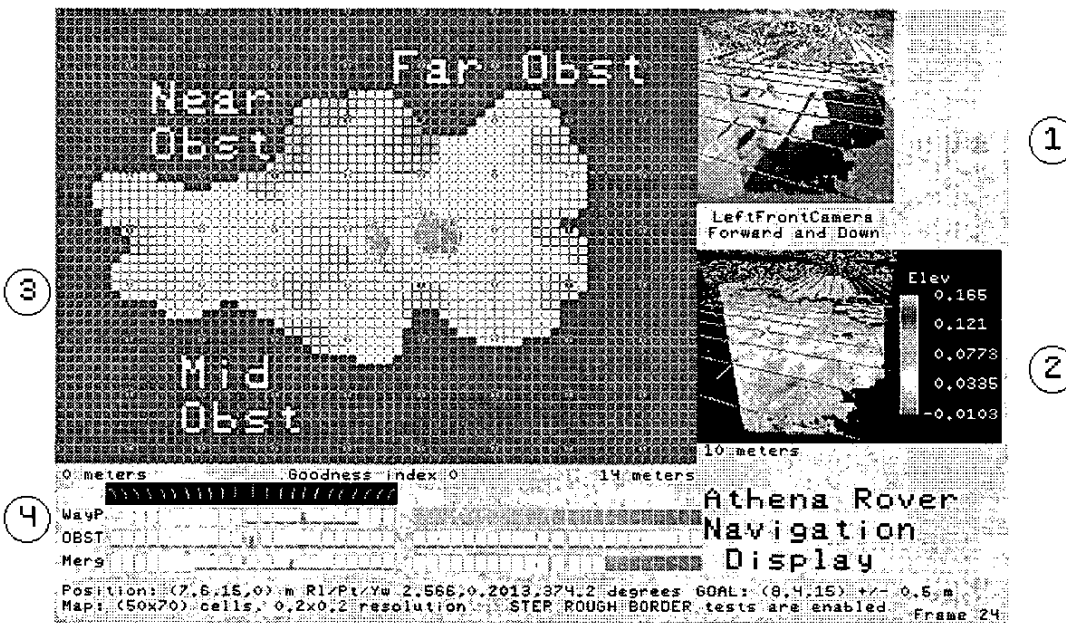 Far Obst
Near
Obst
1
LeftFrontCamera
Forward and Down
Elev
0.165
0.121
0.0773
0.0335
-0.0103
3
2
Mid
Obst
10 meters
0 meters Goodness index 0 14 meters
4
WayP
OBST
Merg
Athena Rover
Navigation
Display
Position: (7.6,15,0) m Rl/Pt/Yw 2.566,0.2013,374.2 degrees GOAL: (8.4,15) +/- 0.5 m
Map: (50x70) cells, 0.2x0.2 resolution STEP ROUGH BORDER tests are enabled
Frame 24